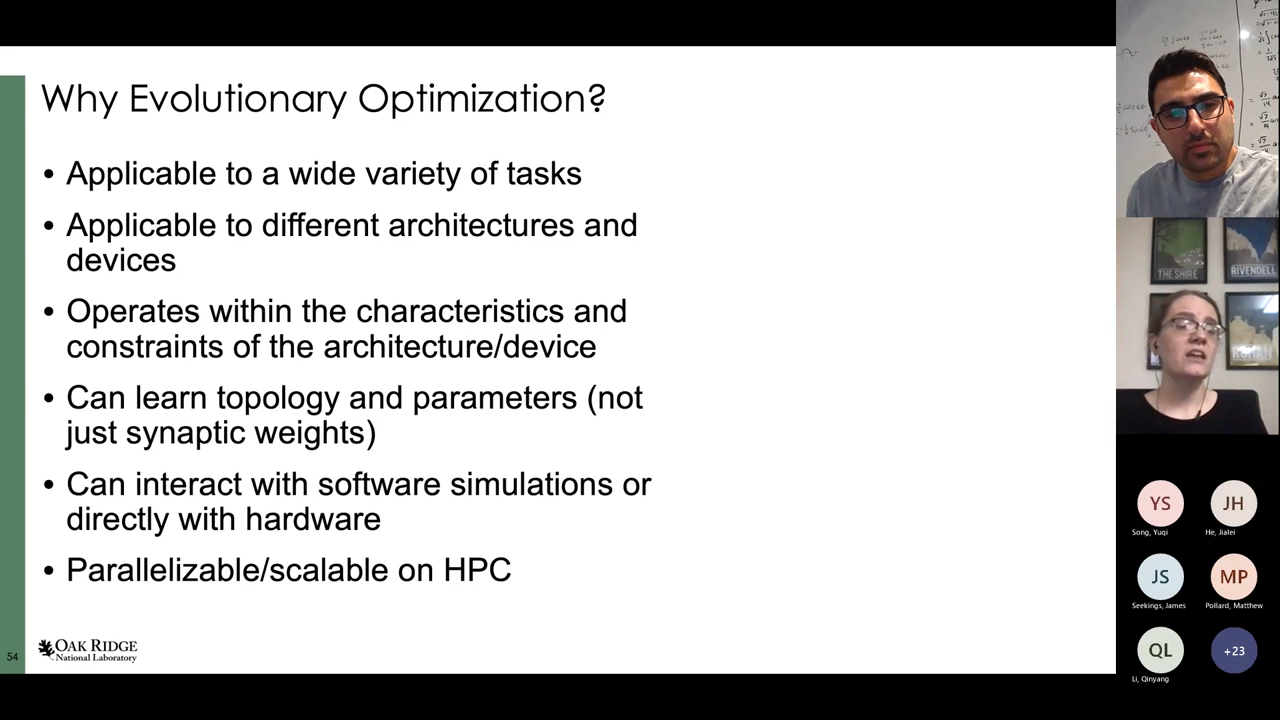 Why Evolutionary Optimization?
• Applicable to a wide variety of tasks
• Applicable to different architectures and
devices
• Operates within the characteristics and
constraints of the architecture/device
• Can learn topology and parameters (not
just synaptic weights)
• Can interact with software simulations or
directly with hardware
• Parallelizable/scalable on HPC
54
OAK RIDGE
National Laboratory
THE SHIRE
RIVENDELL
YS
JH
Song, Yuqi
He, Jialei
JS
MP
Seekings, James
Pollard, Matthew
QL
+23
Li, Qinyang